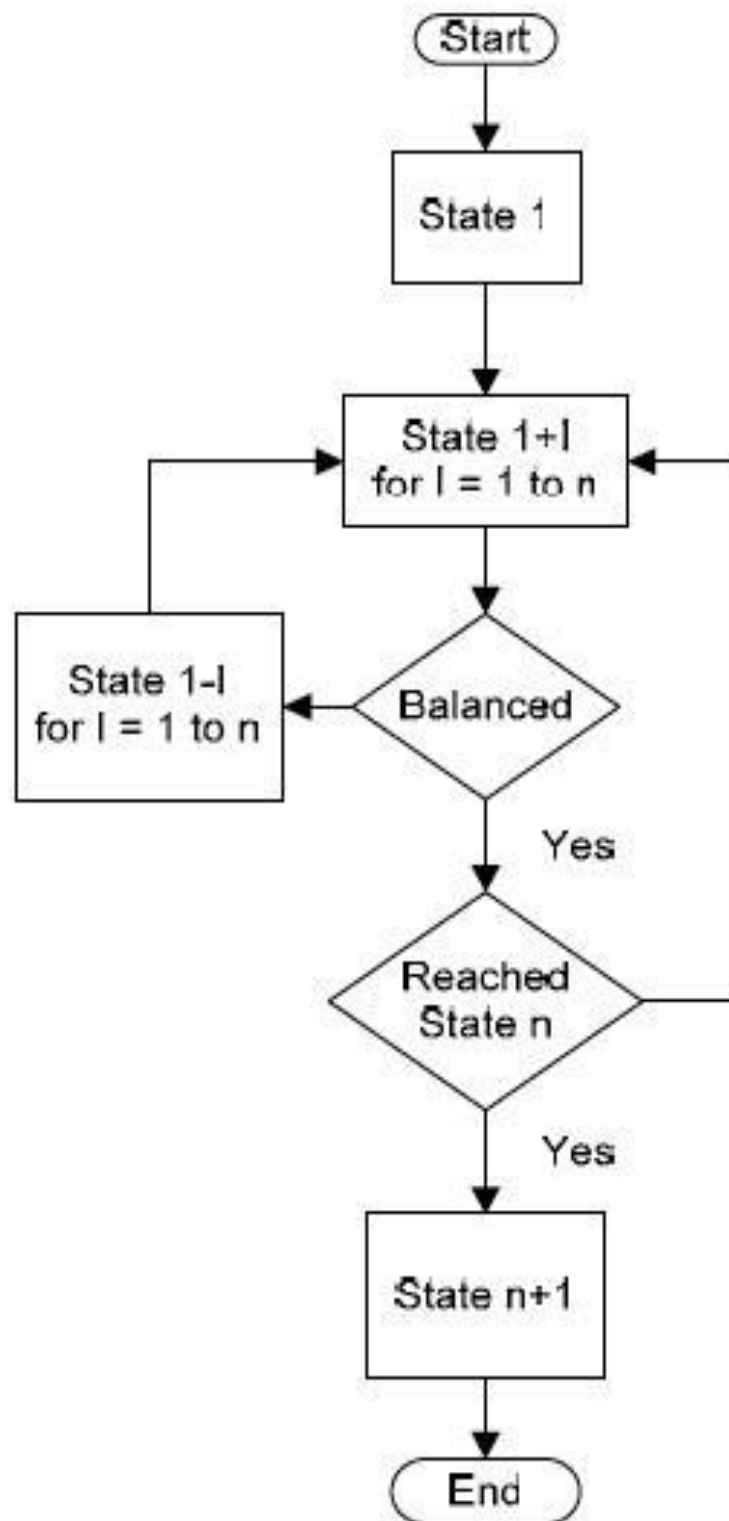 Start
State 1
State 1+I
for I = 1 to n
State 1-I
for I = 1 to n
Balanced
Yes
Reached
State n
Yes
State n+1
End